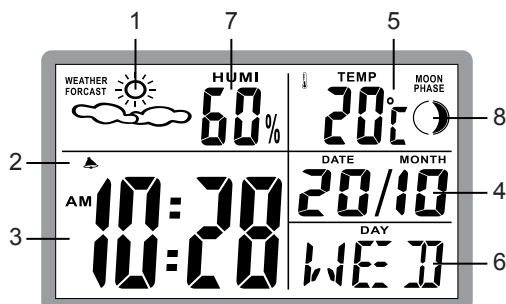 1 7 5
WEATHER FORCAST
HUMI
60%
TEMP
20°C
MOON PHASE
8
2
AM 10:28
3
DATE MONTH
20/10
4
DAY
WED
6